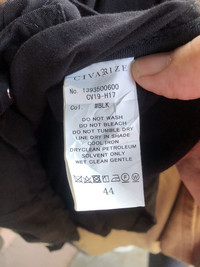 CIVARIZE
No. 1093500600
CV19-H17
Col #BLK
DO NOT WASH
DO NOT BLEACH
DO NOT TUMBLE DRY
LINE DRY IN SHADE
COOL IRON
DRYCLEAN PETROLEUM
SOLVENT ONLY
WET CLEAN GENTLE
44